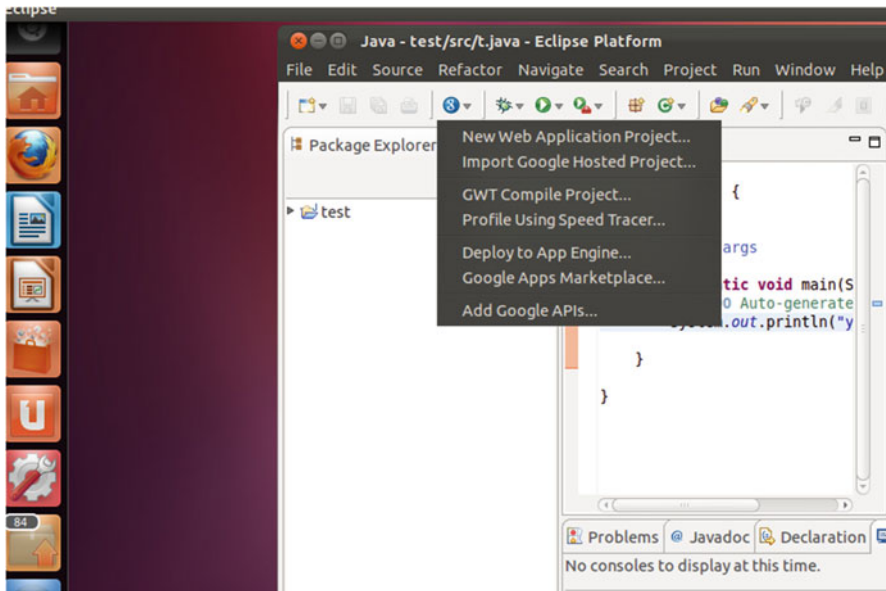 Eclipse
Java - test/src/t.java - Eclipse Platform
File Edit Source Refactor Navigate Search Project Run Window Help
Package Explorer
New Web Application Project...
Import Google Hosted Project...
GWT Compile Project...
Profile Using Speed Tracer...
Deploy to App Engine...
Google Apps Marketplace...
Add Google APIs...
test
{
args
tic void main(S
O Auto-generate
.out.println("y
}
}
84
Problems @ Javadoc Declaration
No consoles to display at this time.